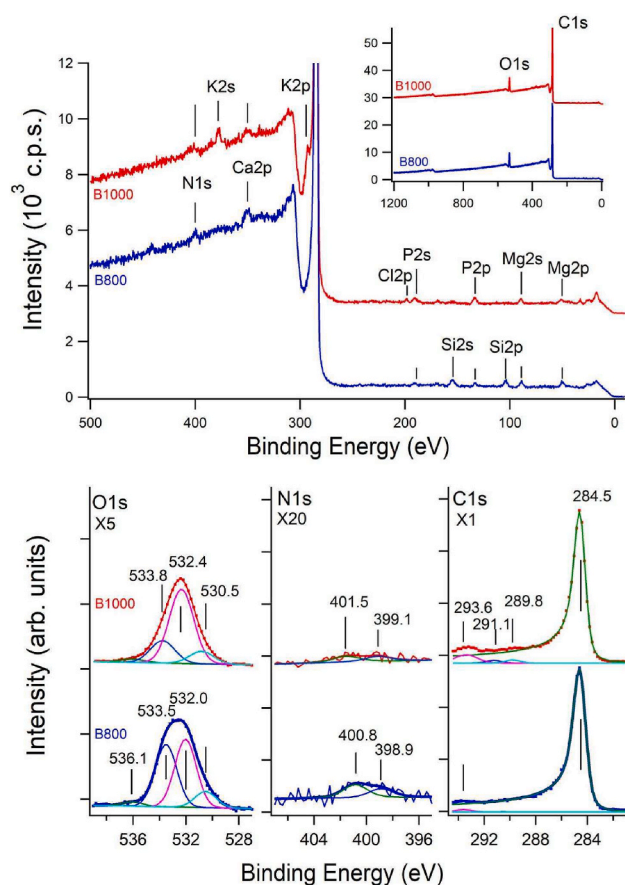 C1s
O1s
50
40
30
20
10
0
B1000
B800
1200
800
400
0
12
10
8
6
4
2
0
Intensity (10³ c.p.s.)
K2s
K2p
B1000
N1s
Ca2p
B800
P2s
Cl2p
P2p
Mg2s
Mg2p
Si2s
Si2p
500
400
300
200
100
0
Binding Energy (eV)
Intensity (arb. units)
O1s
X5
533.8
532.4
530.5
B1000
533.5
532.0
B800
536.1
536
532
528
N1s
X20
401.5
399.1
400.8
398.9
404
400
396
C1s
X1
284.5
293.6
289.8
291.1
292
288
284
Binding Energy (eV)